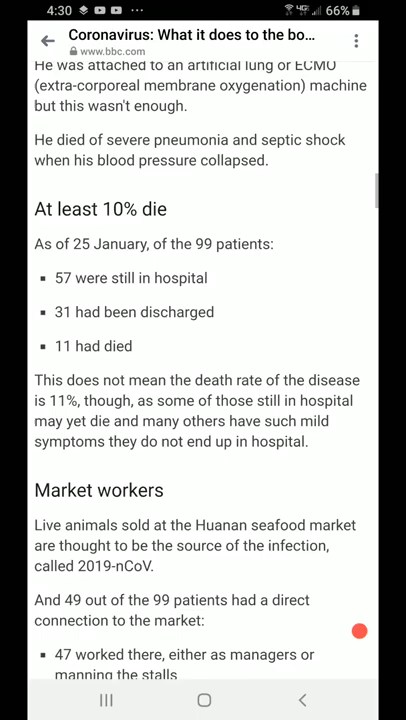 4:30 66%
Coronavirus: What it does to the bo...
www.bbc.com
He was attached to an artificial lung or ECMO
(extra-corporeal membrane oxygenation) machine
but this wasn't enough.
He died of severe pneumonia and septic shock
when his blood pressure collapsed.
At least 10% die
As of 25 January, of the 99 patients:
▪ 57 were still in hospital
▪ 31 had been discharged
▪ 11 had died
This does not mean the death rate of the disease
is 11%, though, as some of those still in hospital
may yet die and many others have such mild
symptoms they do not end up in hospital.
Market workers
Live animals sold at the Huanan seafood market
are thought to be the source of the infection,
called 2019-nCoV.
And 49 out of the 99 patients had a direct
connection to the market:
▪ 47 worked there, either as managers or
manning the stalls